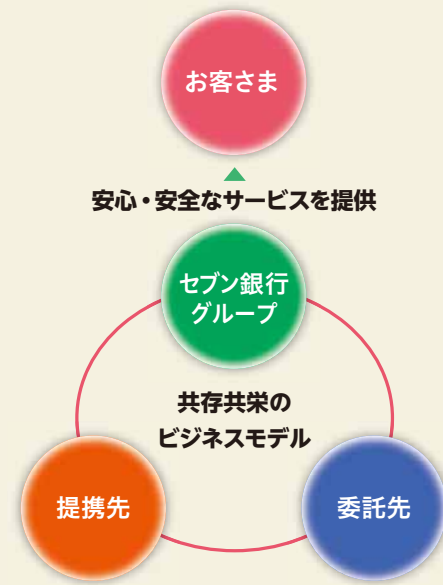 お客さま
安心・安全なサービスを提供
セブン銀行
グループ
共存共栄の
ビジネスモデル
提携先
委託先